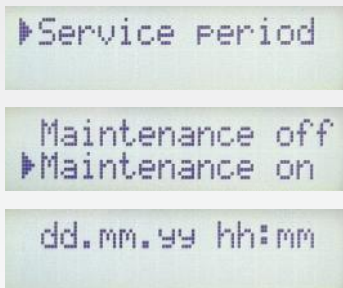 Service period
Maintenance off
Maintenance on
dd.mm.yy hh:mm